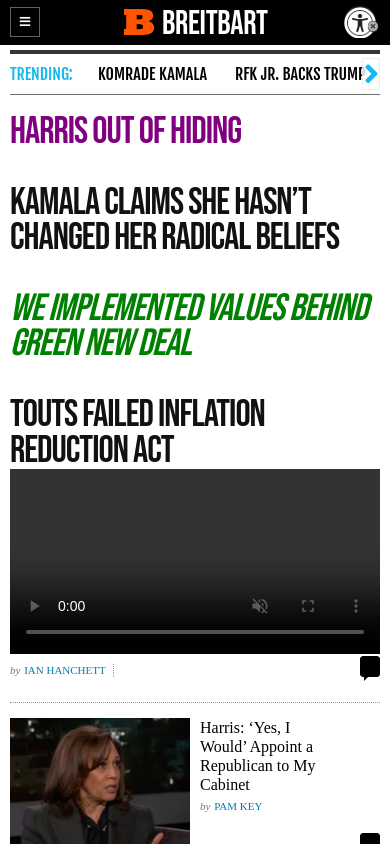 BREITBART
TRENDING: KOMRADE KAMALA RFK JR. BACKS TRUMP
HARRIS OUT OF HIDING
KAMALA CLAIMS SHE HASN’T
CHANGED HER RADICAL BELIEFS
WE IMPLEMENTED VALUES BEHIND
GREEN NEW DEAL
TOUTS FAILED INFLATION
REDUCTION ACT
0:00
by IAN HANCHETT
Harris: ‘Yes, I
Would’ Appoint a
Republican to My
Cabinet
by PAM KEY